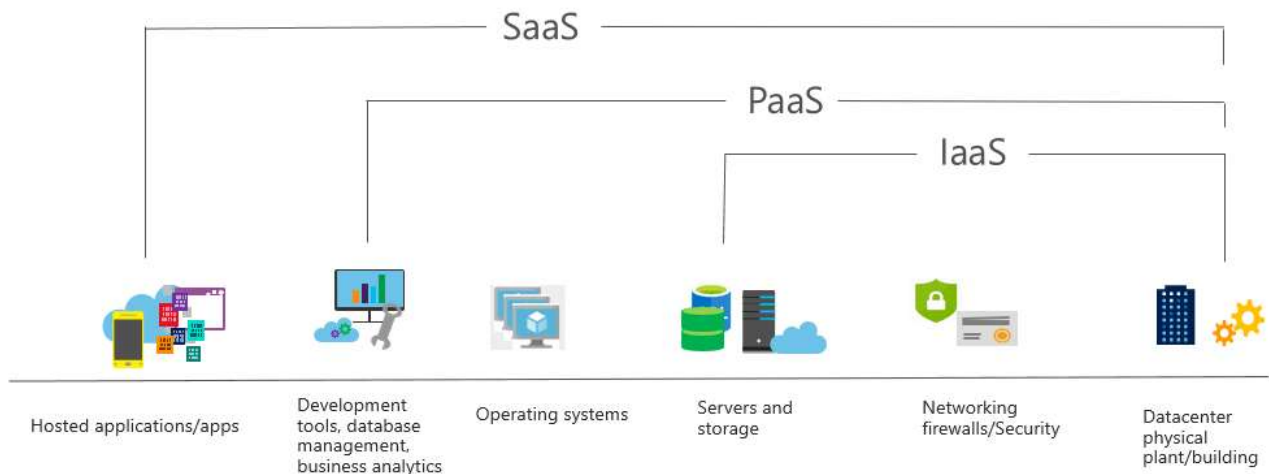 SaaS
PaaS
IaaS
Hosted applications/apps
Development
tools, database
management,
business analytics
Operating systems
Servers and
storage
Networking
firewalls/Security
Datacenter
physical
plant/building